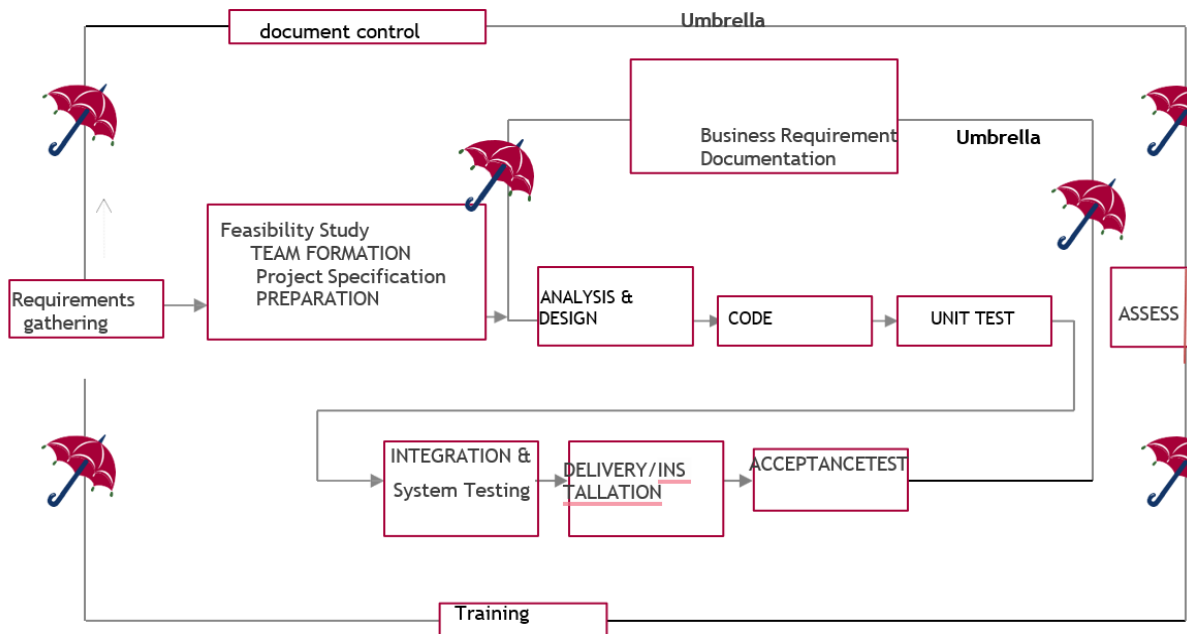 Umbrella
document control
Business Requirement
Documentation
Umbrella
Feasibility Study
TEAM FORMATION
Project Specification
PREPARATION
Requirements
gathering
ANALYSIS &
DESIGN
CODE
UNIT TEST
ASSESS
INTEGRATION &
System Testing
DELIVERY/INS
TALLATION
ACCEPTANCETEST
Training